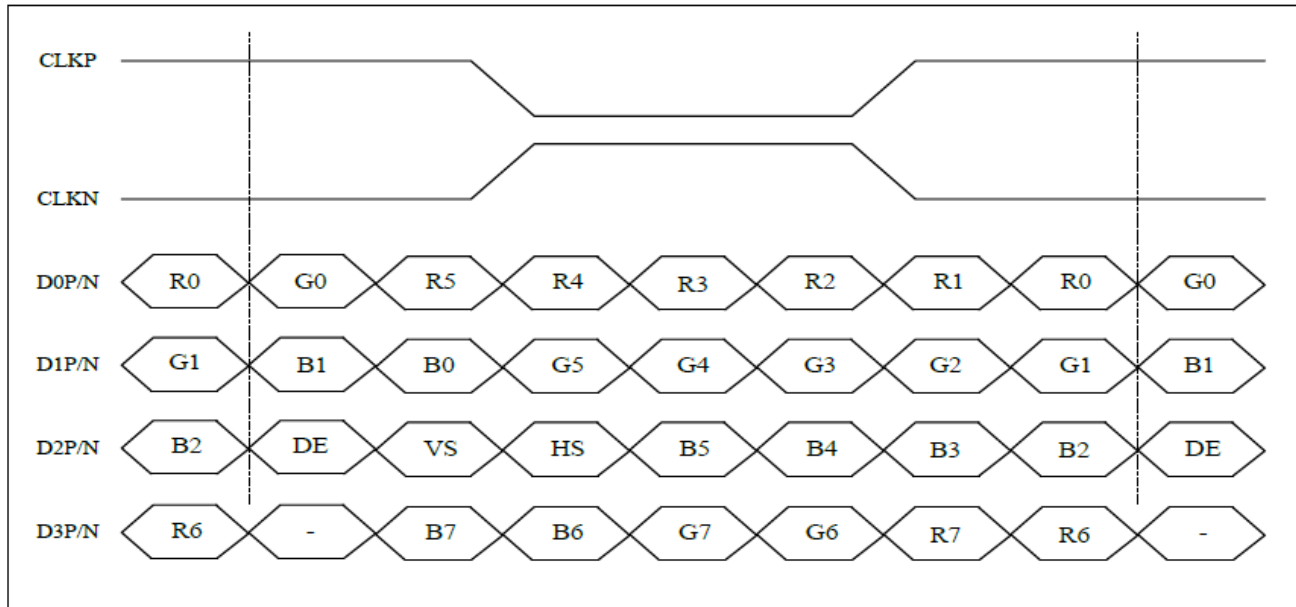 CLKP
CLKN
D0P/N R0 G0 R5 R4 R3 R2 R1 R0 G0
D1P/N G1 B1 B0 G5 G4 G3 G2 G1 B1
D2P/N B2 DE VS HS B5 B4 B3 B2 DE
D3P/N R6 - B7 B6 G7 G6 R7 R6 -